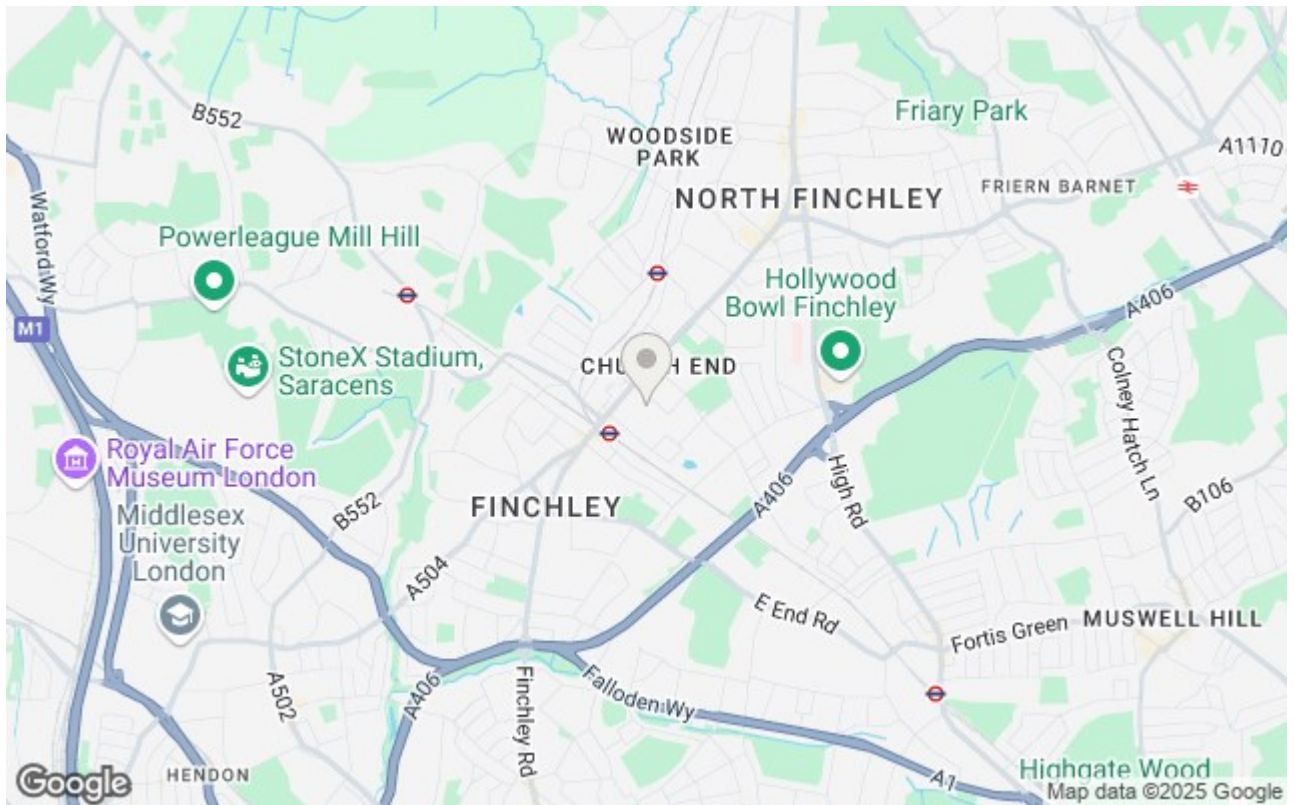 B552
WOODSIDE
PARK
Friary Park
A1110
FRIERN BARNET
NORTH FINCHLEY
Watford Wy
Powerleague Mill Hill
Hollywood
Bowl Finchley
A406
M1
StoneX Stadium,
Saracens
CHURCH END
Colney Hatch Ln
Royal Air Force
Museum London
High Rd
A406
B106
FINCHLEY
Middlesex
University
London
B552
A504
E End Rd
Fortis Green
MUSWELL HILL
A502
A406
Finchley Rd
Falloden Wy
HENDON
A1
Highgate Wood
Google
Map data ©2025 Google